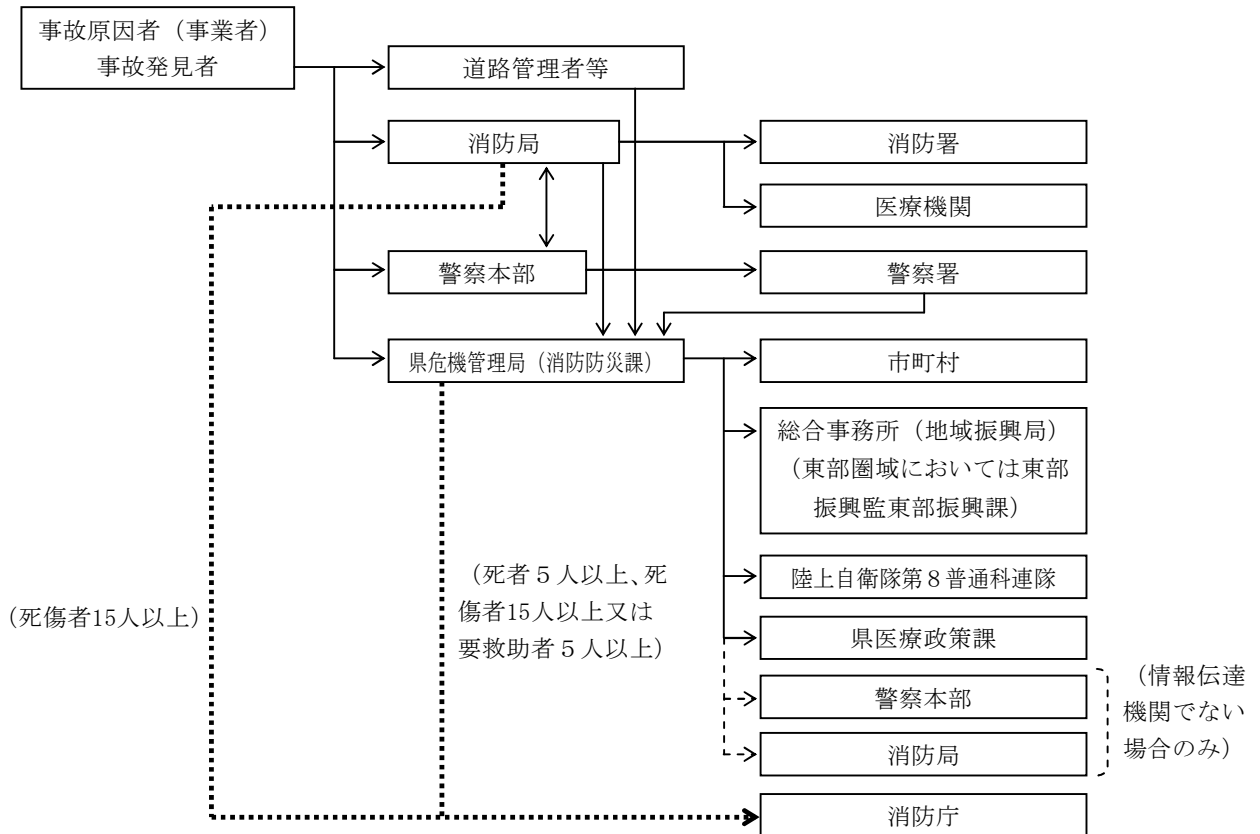 事故原因者（事業者）
事故発見者
道路管理者等
消防局
消防署
医療機関
警察本部
警察署
県危機管理局（消防防災課）
市町村
総合事務所（地域振興局）
（東部圏域においては東部
振興監東部振興課）
（死者５人以上、死
傷者15人以上又は
要救助者５人以上）
陸上自衛隊第８普通科連隊
（死傷者15人以上）
県医療政策課
警察本部
消防局
（情報伝達
機関でない
場合のみ）
消防庁